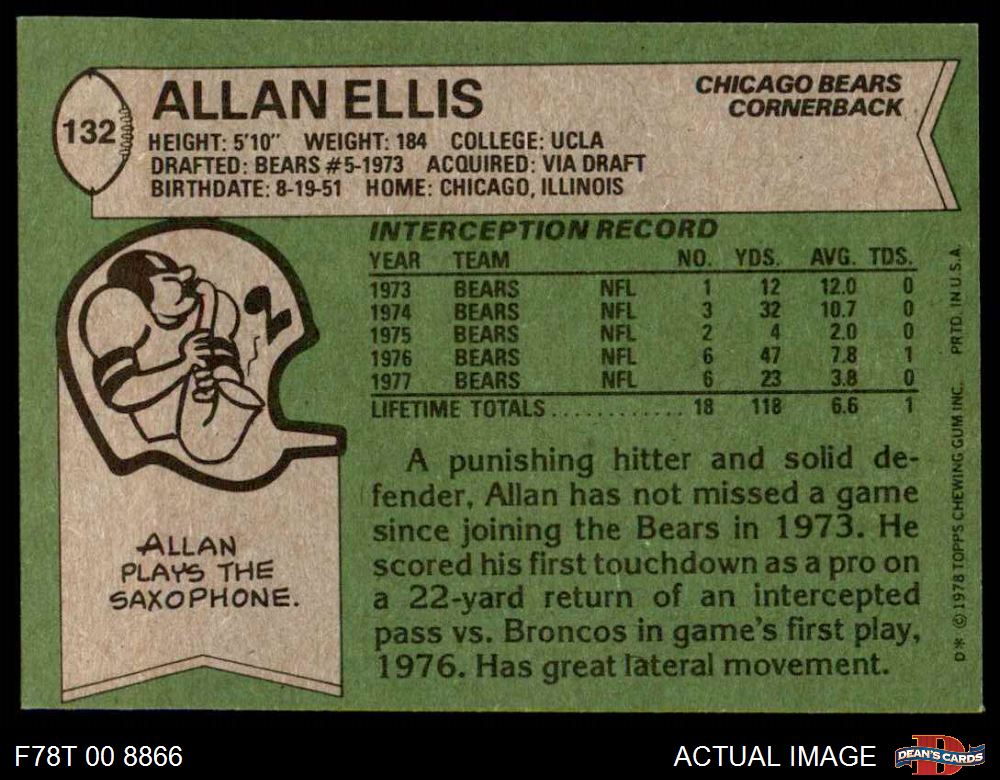 132
ALLAN ELLIS
CHICAGO BEARS
CORNERBACK
HEIGHT: 5'10" WEIGHT: 184 COLLEGE: UCLA
DRAFTED: BEARS #5-1973 ACQUIRED: VIA DRAFT
BIRTHDATE: 8-19-51 HOME: CHICAGO, ILLINOIS
INTERCEPTION RECORD
YEAR TEAM NO. YDS. AVG. TDS.
1973 BEARS NFL 1 12 12.0 0
1974 BEARS NFL 3 32 10.7 0
1975 BEARS NFL 2 4 2.0 0
1976 BEARS NFL 6 47 7.8 1
1977 BEARS NFL 6 23 3.8 0
LIFETIME TOTALS............ 18 118 6.6 1
A punishing hitter and solid de-
fender, Allan has not missed a game
since joining the Bears in 1973. He
scored his first touchdown as a pro on
a 22-yard return of an intercepted
pass vs. Broncos in game's first play,
1976. Has great lateral movement.
ALLAN
PLAYS THE
SAXOPHONE.
D* © 1978 TOPPS CHEWING GUM INC. PRTD. IN U.S.A.
F78T 00 8866
ACTUAL IMAGE
D
DEAN'S CARDS